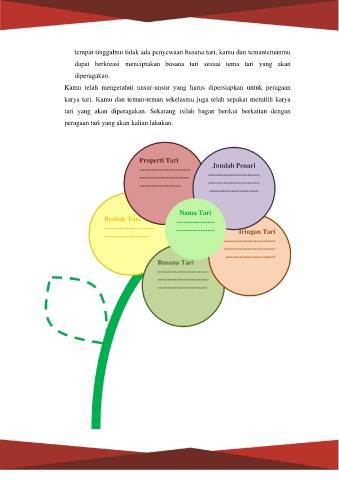 tempat tinggalmu tidak ada penyewaan busana tari, kamu dan temantemanmu
dapat berkreasi menciptakan busana tari sesuai tema tari yang akan
diperagakan.
Kamu telah mengetahui unsur-unsur yang harus dipersiapkan untuk peragaan
karya tari. Kamu dan teman-teman sekelasmu juga telah sepakat memilih karya
tari yang akan diperagakan. Sekarang isilah bagan berikut berkaitan dengan
peragaan tari yang akan kalian lakukan.
Properti Tari
Jumlah Penari
Nama Tari
Bentuk Tari
Iringan Tari
Busana Tari